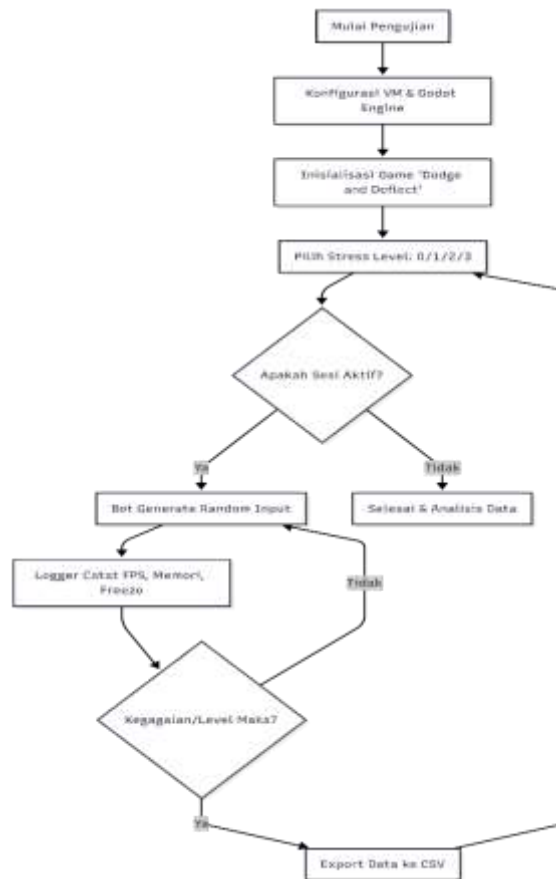 Mulai Pengujian
Konfigurasi VM & Godot
Engine
Inisialisasi Game 'Dodge
and Deflect'
Pilih Stress Level: 0/1/2/3
Apakah Sesi Aktif?
Ya
Tidak
Bot Generate Random Input
Selesai & Analisis Data
Logger Catat FPS, Memori,
Freeze
Tidak
Kegagalan/Level Maks?
Ya
Export Data ke CSV